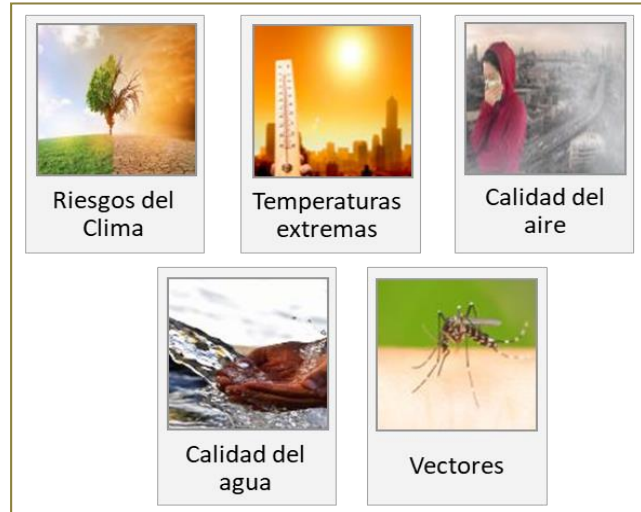 Riesgos del
Clima
Temperaturas
extremas
Calidad del
aire
Calidad del
agua
Vectores